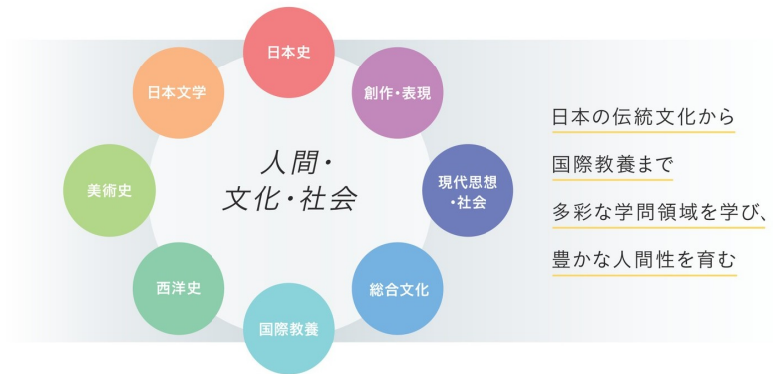 日本史
創作・表現
現代思想
・社会
総合文化
国際教養
西洋史
美術史
日本文学
人間・
文化・社会
日本の伝統文化から
国際教養まで
多彩な学問領域を学び、
豊かな人間性を育む